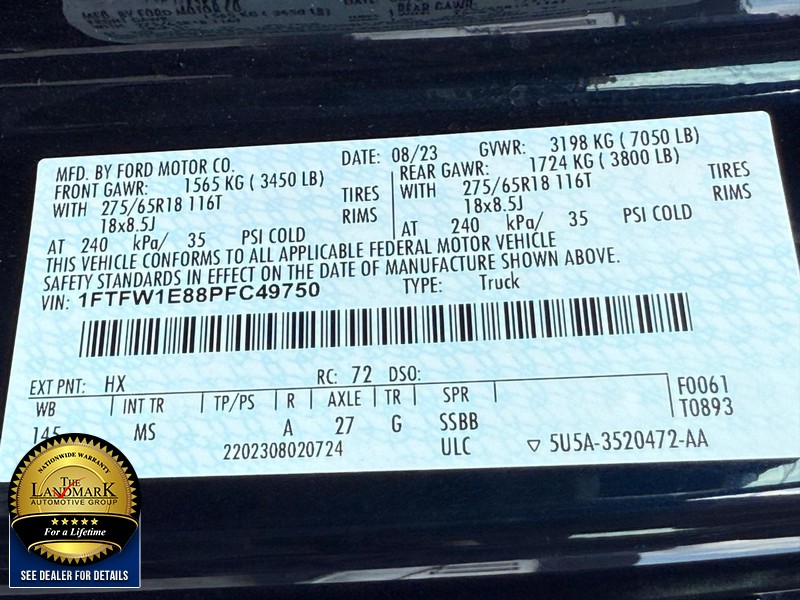 MFD. BY FORD MOTOR CO. DATE: 08/23 GVWR: 3198 KG ( 7050 LB)
FRONT GAWR: 1565 KG ( 3450 LB) REAR GAWR: 1724 KG ( 3800 LB)
WITH 275/65R18 116T TIRES WITH 275/65R18 116T TIRES
18x8.5J RIMS 18x8.5J RIMS
AT 240 kPa/ 35 PSI COLD AT 240 kPa/ 35 PSI COLD
THIS VEHICLE CONFORMS TO ALL APPLICABLE FEDERAL MOTOR VEHICLE
SAFETY STANDARDS IN EFFECT ON THE DATE OF MANUFACTURE SHOWN ABOVE.
VIN: 1FTFW1E88PFC49750 TYPE: Truck
EXT PNT: HX RC: 72 DSO:
WB INT TR TP/PS R AXLE TR SPR F0061
145 MS A 27 G SSBB T0893
2202308020724 ULC ▽ 5U5A-3520472-AA
NATIONWIDE WARRANTY
THE
LANDMARK
AUTOMOTIVE GROUP
For a Lifetime
SEE DEALER FOR DETAILS